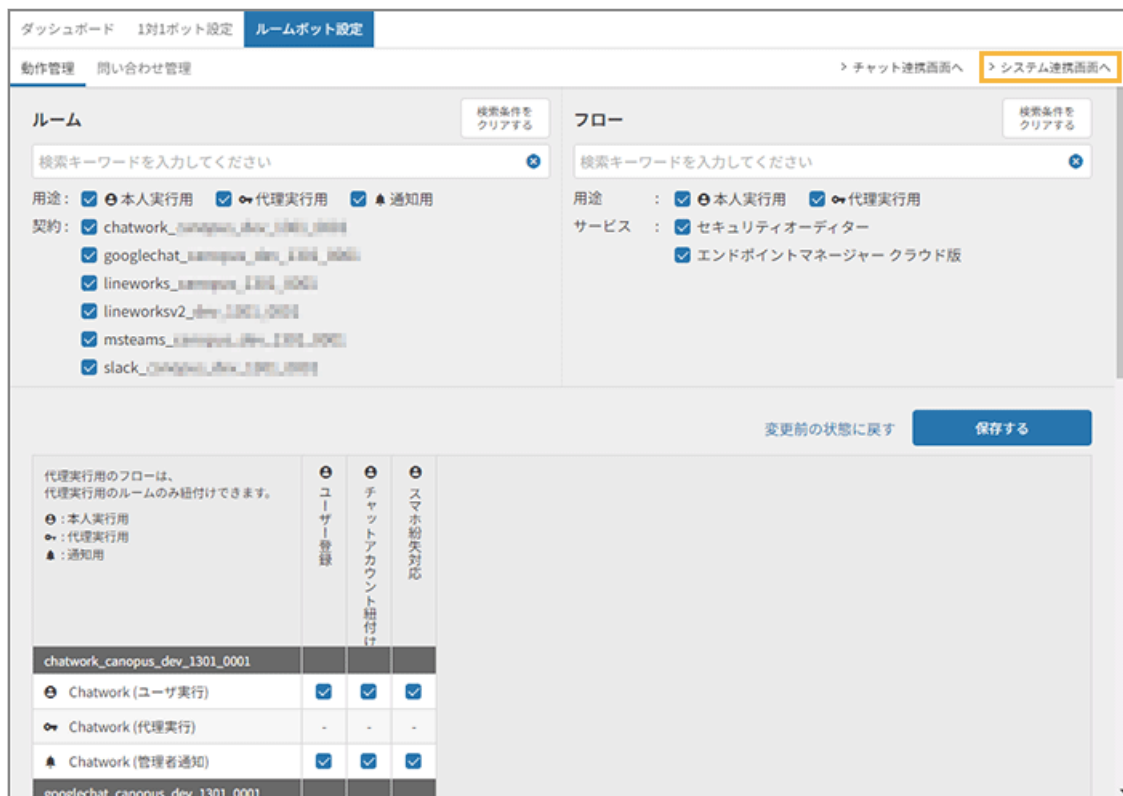 ダッシュボード 1対1ボット設定 ルームボット設定
動作管理 問い合わせ管理 > チャット連携画面へ > システム連携画面へ
ルーム
検索条件を
クリアする
検索キーワードを入力してください
用途: 本人実行用 代理実行用 通知用
契約: chatwork_
googlechat_
lineworks_
lineworksv2_
msteams_
slack_
フロー
検索条件を
クリアする
検索キーワードを入力してください
用途 : 本人実行用 代理実行用
サービス : セキュリティオーディター
エンドポイントマネージャー クラウド版
変更前の状態に戻す 保存する
代理実行用のフローは、
代理実行用のルームのみ紐付けできます。
:本人実行用
:代理実行用
:通知用
ユーザー登録
チャットアカウント紐付け
スマホ紛失対応
chatwork_canopus_dev_1301_0001
Chatwork (ユーザ実行)
Chatwork (代理実行) - - -
Chatwork (管理者通知)
googlechat_canopus_dev_1301_0001